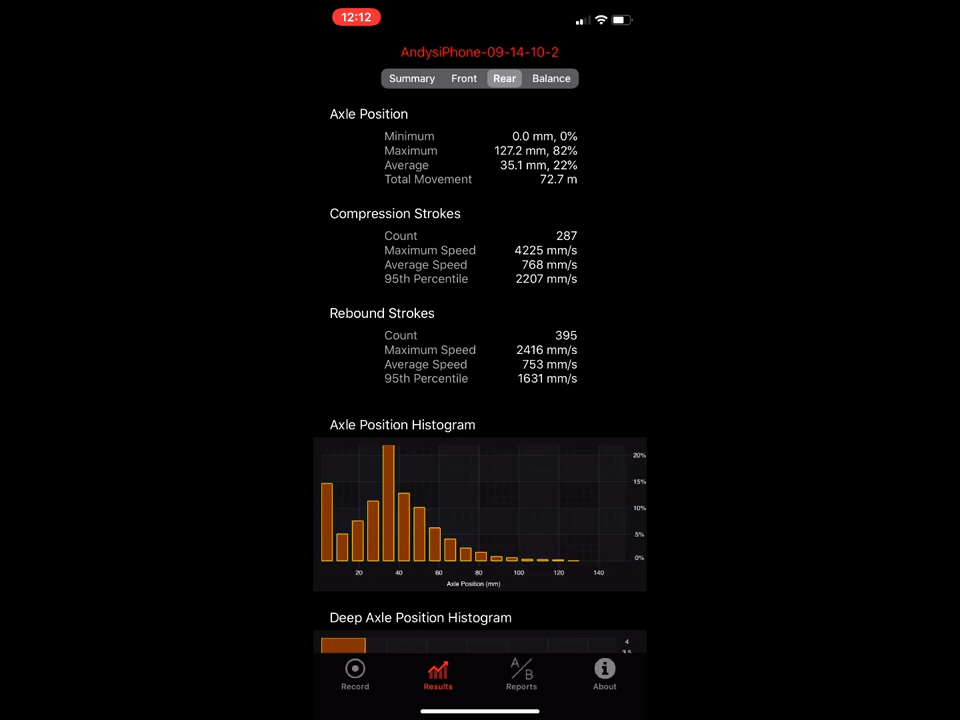 12:12
AndysiPhone-09-14-10-2
Summary Front Rear Balance
Axle Position
Minimum 0.0 mm, 0%
Maximum 127.2 mm, 82%
Average 35.1 mm, 22%
Total Movement 72.7 m
Compression Strokes
Count 287
Maximum Speed 4225 mm/s
Average Speed 768 mm/s
95th Percentile 2207 mm/s
Rebound Strokes
Count 395
Maximum Speed 2416 mm/s
Average Speed 753 mm/s
95th Percentile 1631 mm/s
Axle Position Histogram
20%
15%
10%
5%
0%
20 40 60 80 100 120 140
Axle Position (mm)
Deep Axle Position Histogram
4
Record Results Reports About